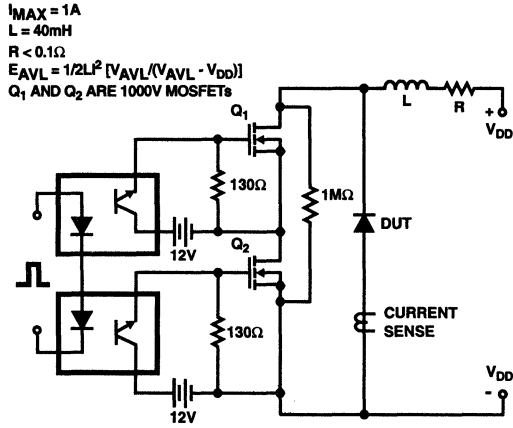 IMAX = 1A
L = 40mH
R < 0.1Ω
EAVL = 1/2LI² [VAVL/(VAVL - VDD)]
Q1 AND Q2 ARE 1000V MOSFETs
Q1
L
R
+
VDD
130Ω
1MΩ
DUT
12V
Q2
130Ω
CURRENT
SENSE
VDD
-
12V